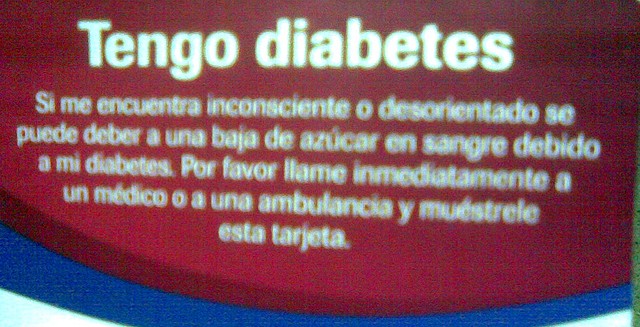 Tengo diabetes
Si me encuentra inconsciente o desorientado se
puede deber a una baja de azúcar en sangre debido
a mi diabetes. Por favor llame inmediatamente a
un médico o a una ambulancia y muéstrele
esta tarjeta.